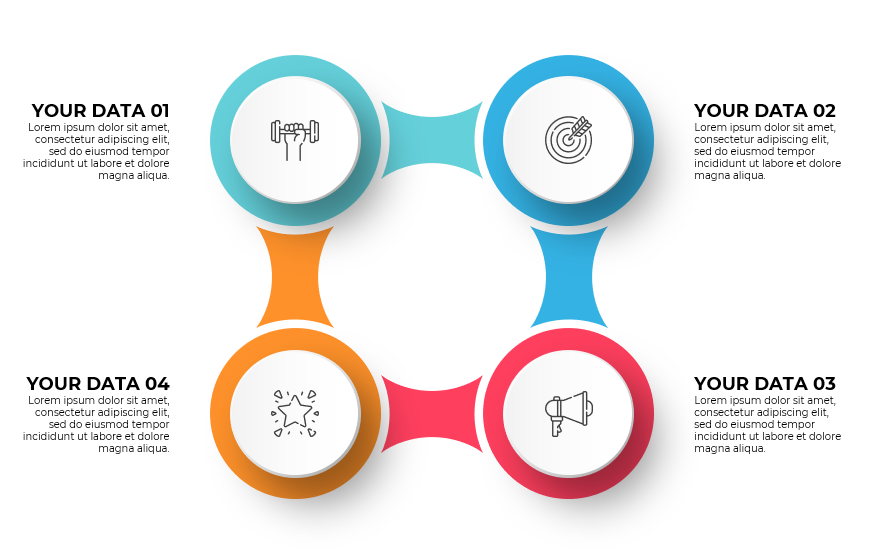 YOUR DATA 01
Lorem ipsum dolor sit amet,
consectetur adipiscing elit,
sed do eiusmod tempor
incididunt ut labore et dolore
magna aliqua.
YOUR DATA 02
Lorem ipsum dolor sit amet,
consectetur adipiscing elit,
sed do eiusmod tempor
incididunt ut labore et dolore
magna aliqua.
YOUR DATA 04
Lorem ipsum dolor sit amet,
consectetur adipiscing elit,
sed do eiusmod tempor
incididunt ut labore et dolore
magna aliqua.
YOUR DATA 03
Lorem ipsum dolor sit amet,
consectetur adipiscing elit,
sed do eiusmod tempor
incididunt ut labore et dolore
magna aliqua.